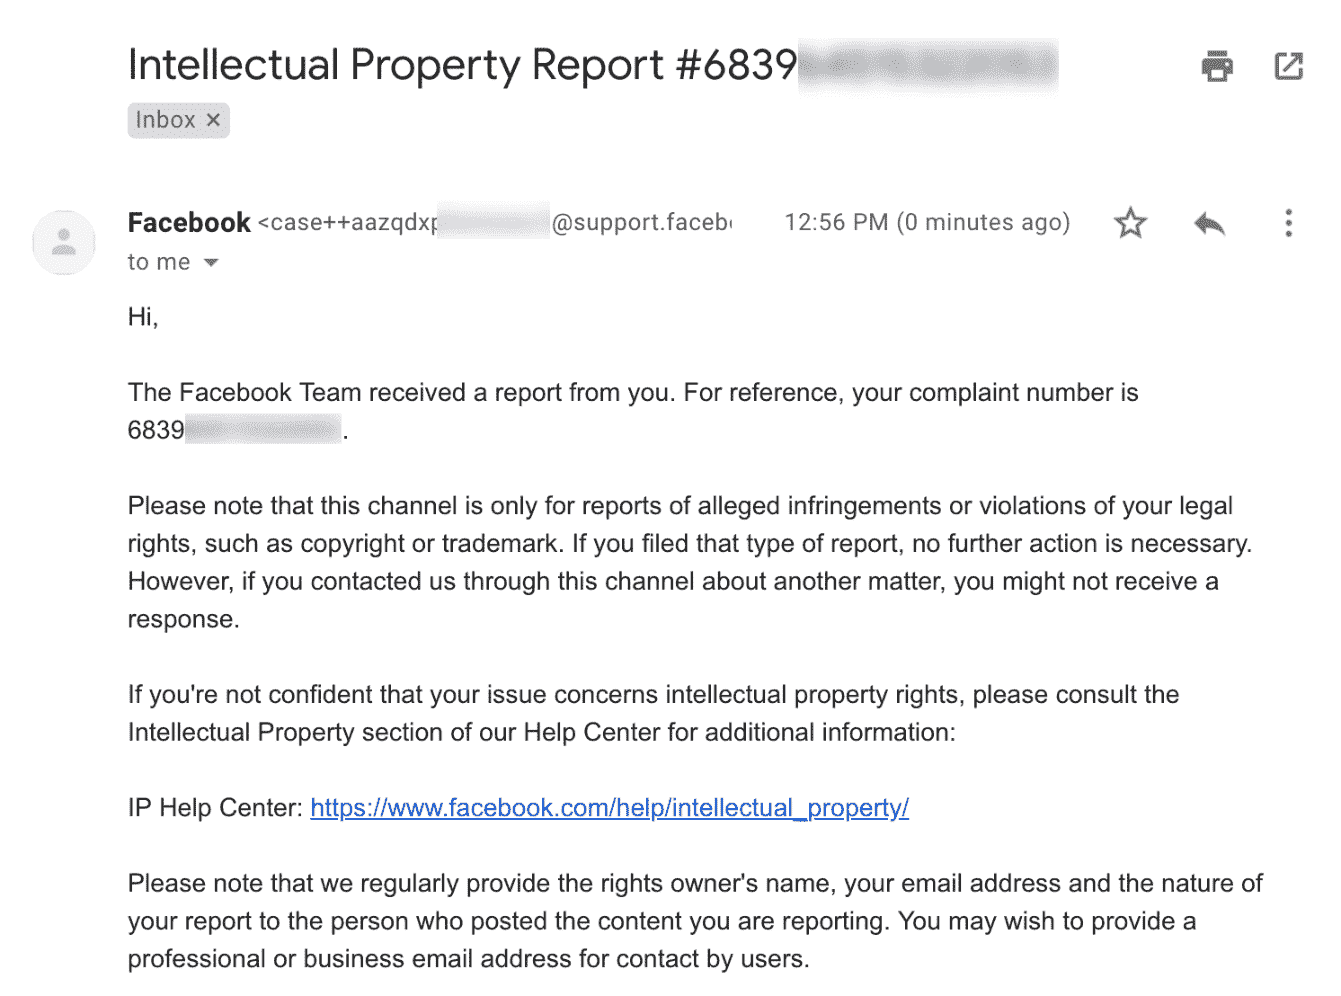 Intellectual Property Report #6839
Inbox ×
Facebook <case++aazqdxp @support.facebo 12:56 PM (0 minutes ago)
to me
Hi,
The Facebook Team received a report from you. For reference, your complaint number is
6839 .
Please note that this channel is only for reports of alleged infringements or violations of your legal
rights, such as copyright or trademark. If you filed that type of report, no further action is necessary.
However, if you contacted us through this channel about another matter, you might not receive a
response.
If you're not confident that your issue concerns intellectual property rights, please consult the
Intellectual Property section of our Help Center for additional information:
IP Help Center: https://www.facebook.com/help/intellectual_property/
Please note that we regularly provide the rights owner's name, your email address and the nature of
your report to the person who posted the content you are reporting. You may wish to provide a
professional or business email address for contact by users.